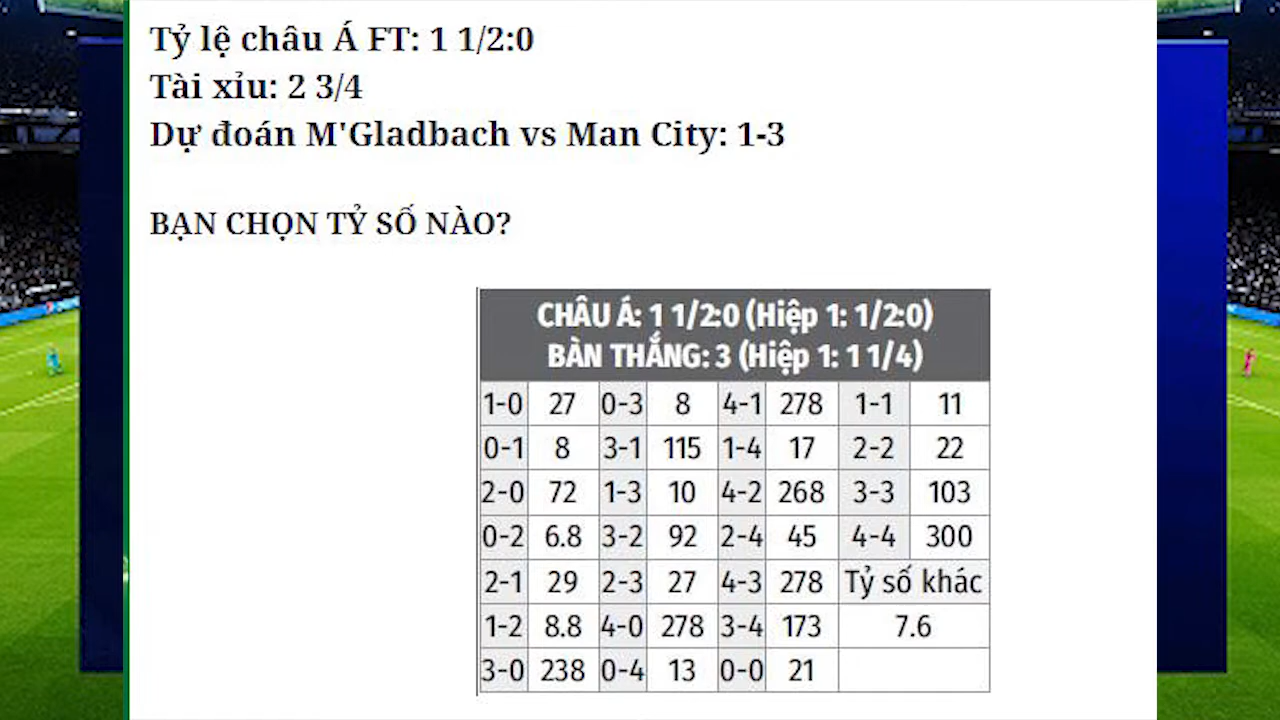 Tỷ lệ châu Á FT: 1 1/2:0
Tài xỉu: 2 3/4
Dự đoán M'Gladbach vs Man City: 1-3
BẠN CHỌN TỶ SỐ NÀO?
CHÂU Á: 1 1/2:0 (Hiệp 1: 1/2:0)
BÀN THẮNG: 3 (Hiệp 1: 1 1/4)
1-0 27 0-3 8 4-1 278 1-1 11
0-1 8 3-1 115 1-4 17 2-2 22
2-0 72 1-3 10 4-2 268 3-3 103
0-2 6.8 3-2 92 2-4 45 4-4 300
2-1 29 2-3 27 4-3 278 Tỷ số khác
1-2 8.8 4-0 278 3-4 173 7.6
3-0 238 0-4 13 0-0 21